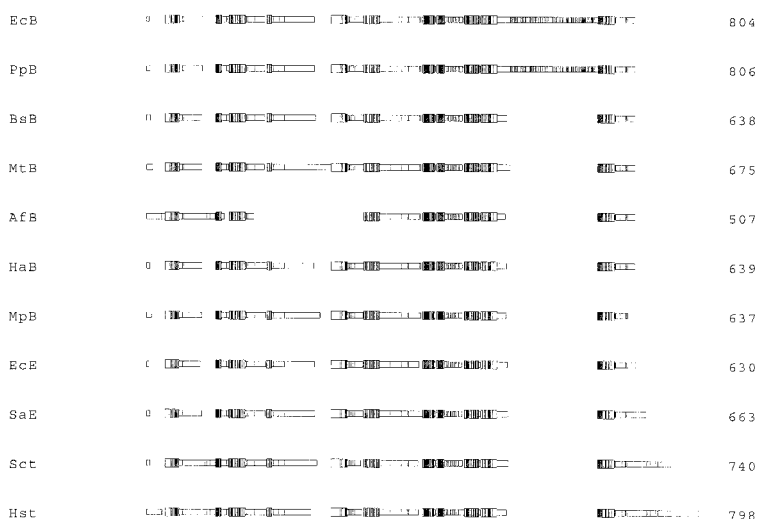 EcB 804
PpB 806
BsB 638
MtB 675
AfB 507
HaB 639
MpB 637
EcE 630
SaE 663
Sct 740
Hst 798